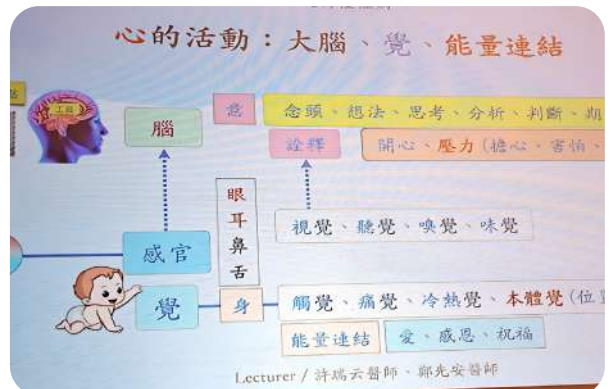 心的活動：大腦、覺、能量連結
工具
腦
意
念頭、想法、思考、分析、判斷、期
詮釋
開心、壓力(擔心、害怕、
眼
耳
鼻
舌
視覺、聽覺、嗅覺、味覺
感官
覺
身
觸覺、痛覺、冷熱覺、本體覺(位
能量連結
愛、感恩、祝福
Lecturer / 許瑞云醫師、鄭先安醫師